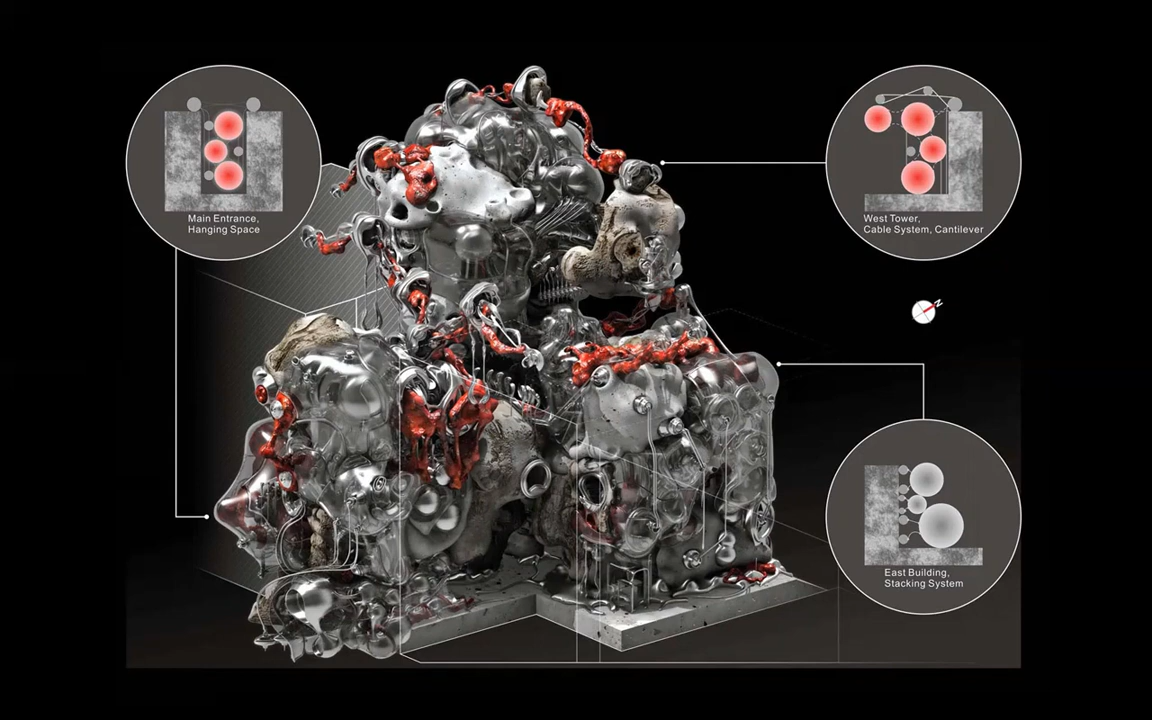 Main Entrance,
Hanging Space
West Tower,
Cable System, Cantilever
N
East Building,
Stacking System